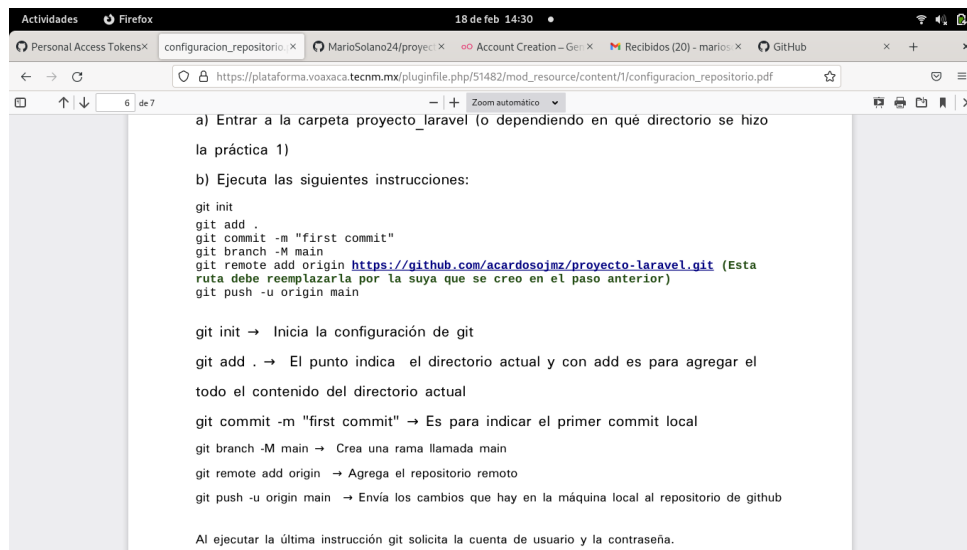 Actividades Firefox 18 de feb 14:30
Personal Access Tokens× configuracion_repositorio. × MarioSolano24/proyect × Account Creation – Gen × Recibidos (20) – marios. × GitHub × +
https://plataforma.voaxaca.tecnm.mx/pluginfile.php/51482/mod_resource/content/1/configuracion_repositorio.pdf
6 de 7 − + Zoom automático
a) Entrar a la carpeta proyecto_laravel (o dependiendo en qué directorio se hizo
la práctica 1)
b) Ejecuta las siguientes instrucciones:
git init
git add .
git commit -m "first commit"
git branch -M main
git remote add origin https://github.com/acardosojmz/proyecto-laravel.git (Esta
ruta debe reemplazarla por la suya que se creo en el paso anterior)
git push -u origin main
git init → Inicia la configuración de git
git add . → El punto indica el directorio actual y con add es para agregar el
todo el contenido del directorio actual
git commit -m "first commit" → Es para indicar el primer commit local
git branch -M main → Crea una rama llamada main
git remote add origin → Agrega el repositorio remoto
git push -u origin main → Envía los cambios que hay en la máquina local al repositorio de github
Al ejecutar la última instrucción git solicita la cuenta de usuario y la contraseña.